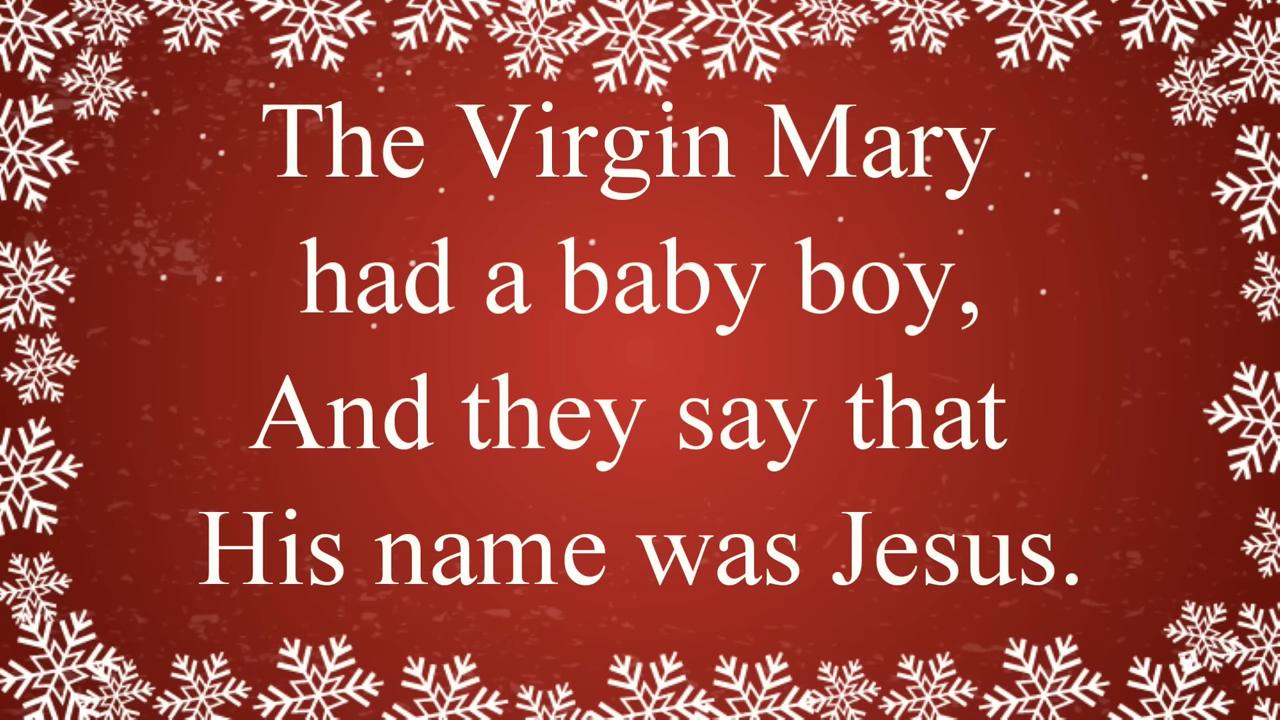 The Virgin Mary
had a baby boy,
And they say that
His name was Jesus.